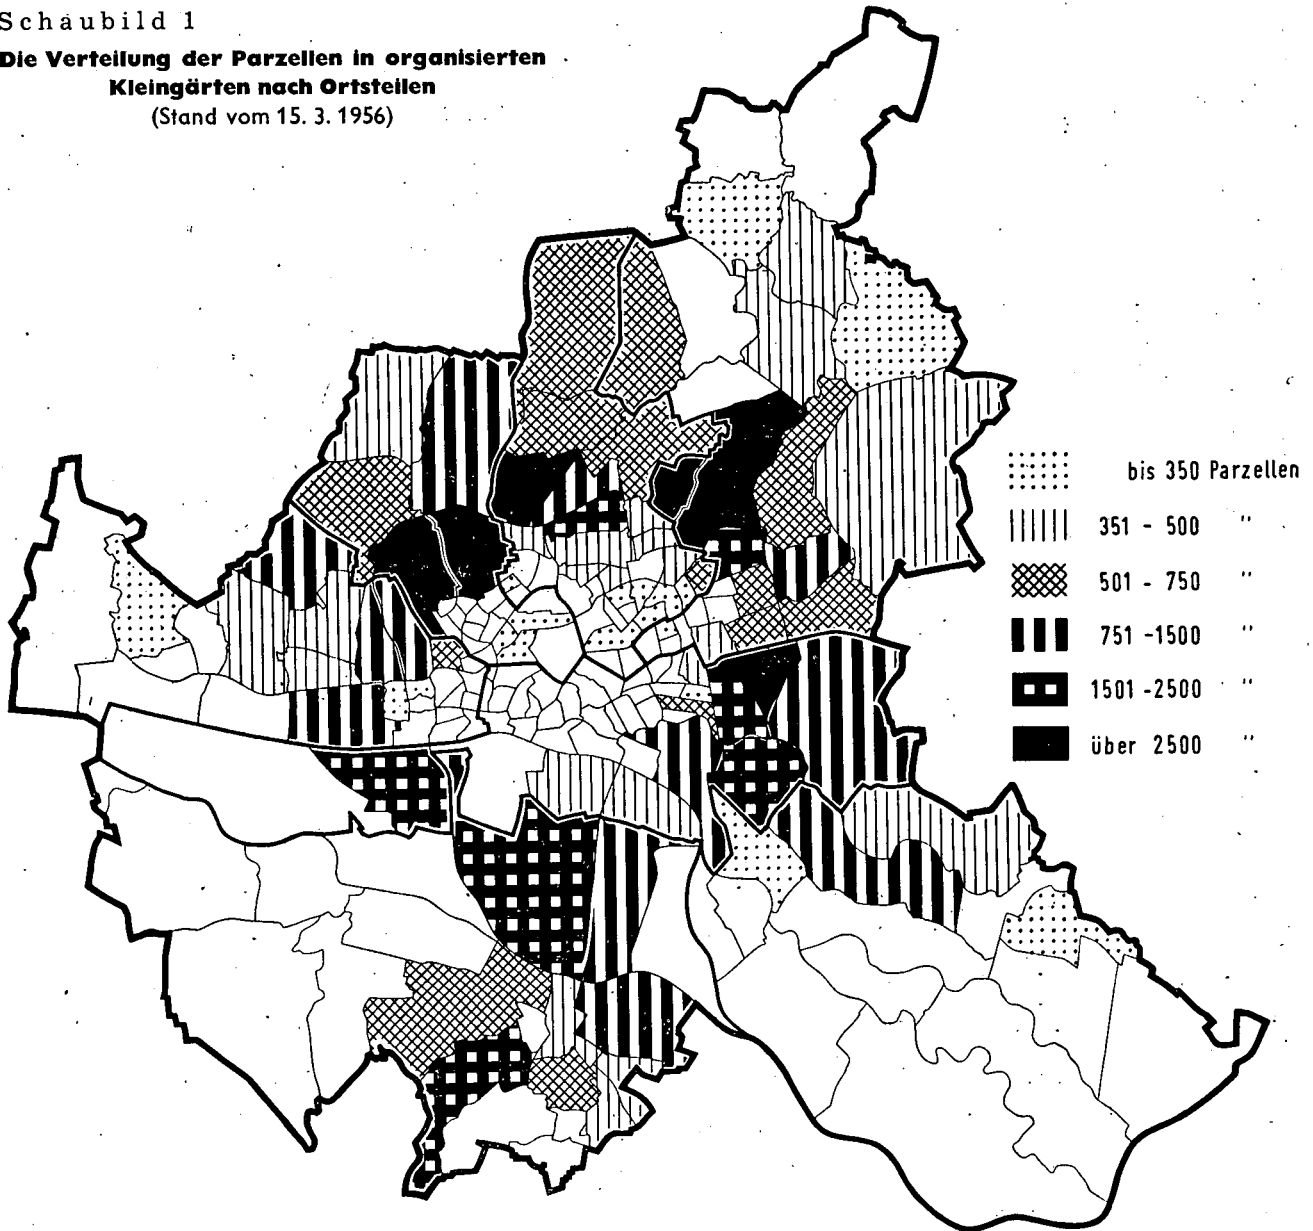 Schaubild 1
Die Verteilung der Parzellen in organisierten
Kleingärten nach Ortsteilen
(Stand vom 15. 3. 1956)
bis 350 Parzellen
351 - 500 "
501 - 750 "
751 -1500 "
1501 -2500 "
über 2500 "